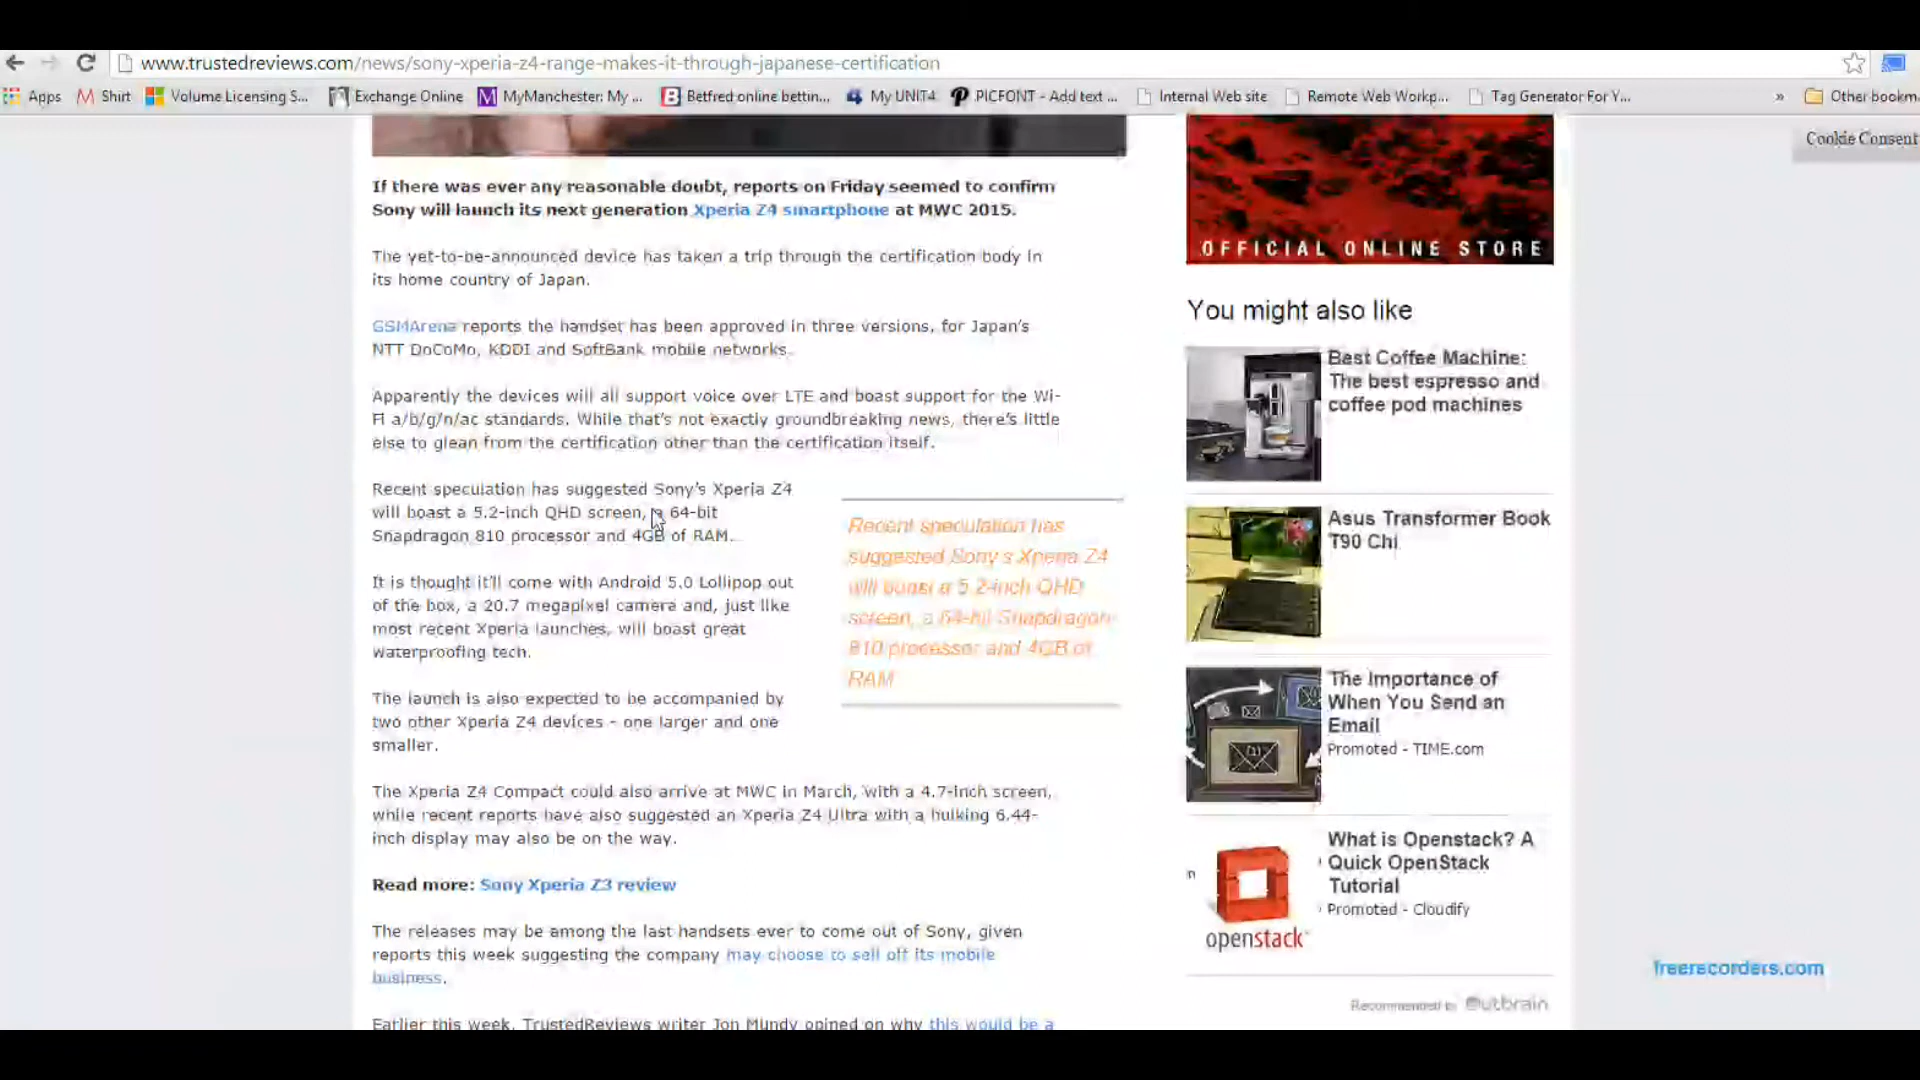 www.trustedreviews.com/news/sony-xperia-z4-range-makes-it-through-japanese-certification
Apps
Shirt
Volume Licensing S...
Exchange Online
MyManchester: My ...
Betfred online bettin...
My UNIT4
PICFONT - Add text ...
Internal Web site
Remote Web Workp...
Tag Generator For Y...
»
Other bookm
Cookie Consent
If there was ever any reasonable doubt, reports on Friday seemed to confirm
Sony will launch its next generation Xperia Z4 smartphone at MWC 2015.
The yet-to-be-announced device has taken a trip through the certification body in
its home country of Japan.
GSMArena reports the handset has been approved in three versions, for Japan's
NTT DoCoMo, KDDI and SoftBank mobile networks.
Apparently the devices will all support voice over LTE and boast support for the Wi-
Fi a/b/g/n/ac standards. While that's not exactly groundbreaking news, there's little
else to glean from the certification other than the certification itself.
Recent speculation has suggested Sony's Xperia Z4
will boast a 5.2-inch QHD screen, a 64-bit
Snapdragon 810 processor and 4GB of RAM.
It is thought it'll come with Android 5.0 Lollipop out
of the box, a 20.7 megapixel camera and, just like
most recent Xperia launches, will boast great
waterproofing tech.
The launch is also expected to be accompanied by
two other Xperia Z4 devices - one larger and one
smaller.
Recent speculation has
suggested Sony's Xperia Z4
will boast a 5.2-inch QHD
screen, a 64-bit Snapdragon
810 processor and 4GB of
RAM
The Xperia Z4 Compact could also arrive at MWC in March, with a 4.7-inch screen,
while recent reports have also suggested an Xperia Z4 Ultra with a hulking 6.44-
inch display may also be on the way.
Read more: Sony Xperia Z3 review
The releases may be among the last handsets ever to come out of Sony, given
reports this week suggesting the company may choose to sell off its mobile
business.
Earlier this week, TrustedReviews writer Jon Mundy opined on why this would be a
OFFICIAL ONLINE STORE
You might also like
Best Coffee Machine:
The best espresso and
coffee pod machines
Asus Transformer Book
T90 Chi
The Importance of
When You Send an
Email
Promoted - TIME.com
What is Openstack? A
Quick OpenStack
Tutorial
Promoted - Cloudify
openstack
Recommended by Outbrain
freerecorders.com